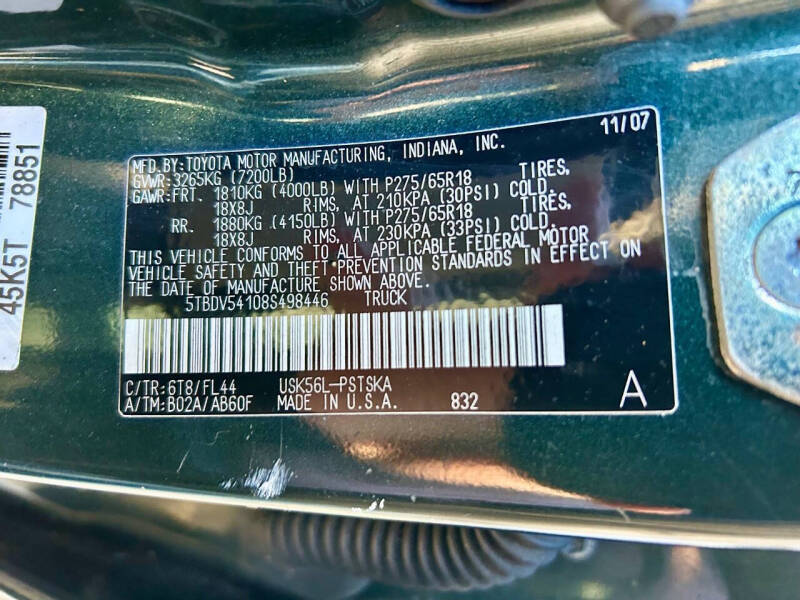 11/07
MFD.BY:TOYOTA MOTOR MANUFACTURING, INDIANA, INC.
GVWR:3265KG (7200LB)
GAWR:FRT. 1810KG (4000LB) WITH P275/65R18 TIRES,
18X8J RIMS, AT 210KPA (30PSI) COLD.
RR. 1880KG (4150LB) WITH P275/65R18 TIRES,
18X8J RIMS, AT 230KPA (33PSI) COLD.
THIS VEHICLE CONFORMS TO ALL APPLICABLE FEDERAL MOTOR
VEHICLE SAFETY AND THEFT PREVENTION STANDARDS IN EFFECT ON
THE DATE OF MANUFACTURE SHOWN ABOVE.
5TBDV54108S498446 TRUCK
C/TR:6T8/FL44 USK56L-PSTSKA
A/TM:B02A/AB60F MADE IN U.S.A. 832 A
45K5T 78851